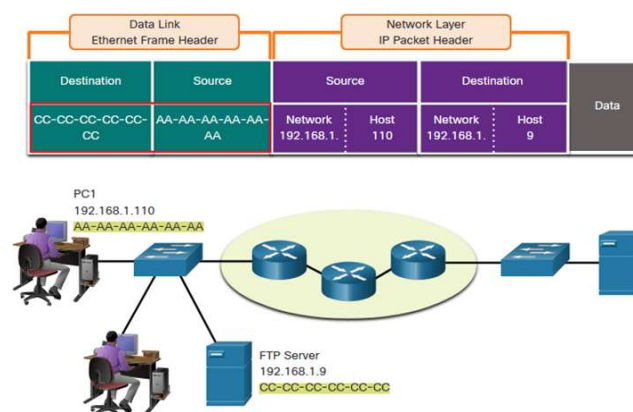 Data Link
Ethernet Frame Header
Network Layer
IP Packet Header
Destination
Source
Source
Destination
Data
CC-CC-CC-CC-CC-
CC
AA-AA-AA-AA-AA-
AA
Network
192.168.1.
Host
110
Network
192.168.1.
Host
9
PC1
192.168.1.110
AA-AA-AA-AA-AA-AA
FTP Server
192.168.1.9
CC-CC-CC-CC-CC-CC